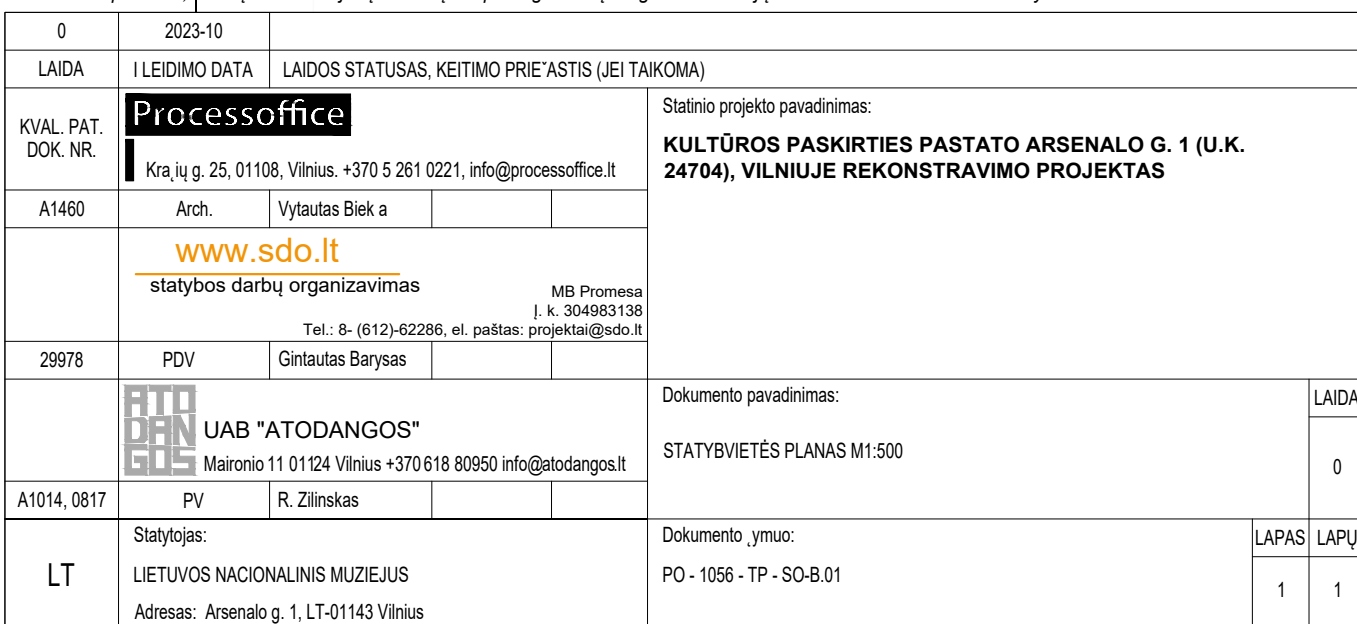 0 2023-10
LAIDA I LEIDIMO DATA LAIDOS STATUSAS, KEITIMO PRIEˇASTIS (JEI TAIKOMA)
KVAL. PAT.
DOK. NR.
Processoffice
Kra¸ių g. 25, 01108, Vilnius. +370 5 261 0221, info@processoffice.lt
Statinio projekto pavadinimas:
KULTŪROS PASKIRTIES PASTATO ARSENALO G. 1 (U.K.
24704), VILNIUJE REKONSTRAVIMO PROJEKTAS
A1460 Arch. Vytautas Biek a
www.sdo.lt
statybos darbų organizavimas
MB Promesa
Į. k. 304983138
Tel.: 8- (612)-62286, el. paštas: projektai@sdo.lt
29978 PDV Gintautas Barysas
ATODANGOS
UAB "ATODANGOS"
Maironio 11 01124 Vilnius +370 618 80950 info@atodangos.lt
Dokumento pavadinimas:
LAIDA
STATYBVIETĖS PLANAS M1:500
0
A1014, 0817 PV R. Zilinskas
LT
Statytojas:
LIETUVOS NACIONALINIS MUZIEJUS
Adresas: Arsenalo g. 1, LT-01143 Vilnius
Dokumento ¸ymuo:
PO - 1056 - TP - SO-B.01
LAPAS LAPŲ
1 1